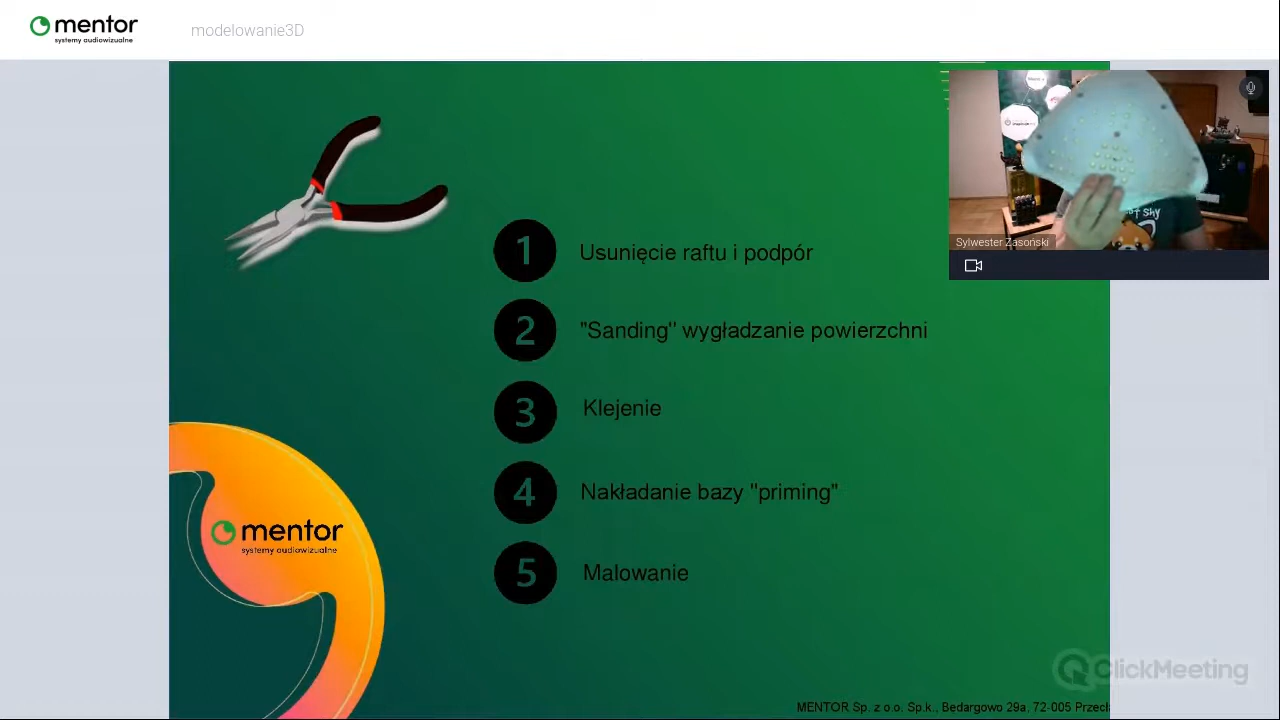 mentor
systemy audiowizualne
modelowanie3D
Sylwester Zasoński
1 Usunięcie raftu i podpór
2 "Sanding" wygładzanie powierzchni
3 Klejenie
4 Nakładanie bazy "priming"
5 Malowanie
mentor
systemy audiowizualne
ClickMeeting
MENTOR Sp. z o.o. Sp.k., Bedargowo 29a, 72-005 Przecł